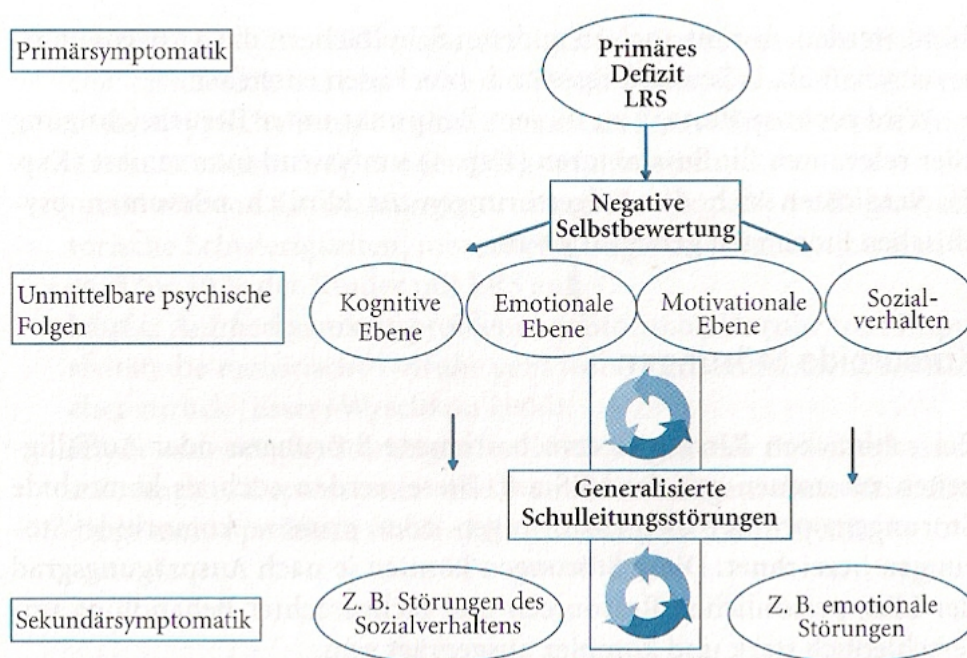 Primärsymptomatik
Primäres
Defizit
LRS
Negative
Selbstbewertung
Unmittelbare psychische
Folgen
Kognitive
Ebene
Emotionale
Ebene
Motivationale
Ebene
Sozial-
verhalten
Generalisierte
Schulleitungsstörungen
Sekundärsymptomatik
Z. B. Störungen des
Sozialverhaltens
Z. B. emotionale
Störungen